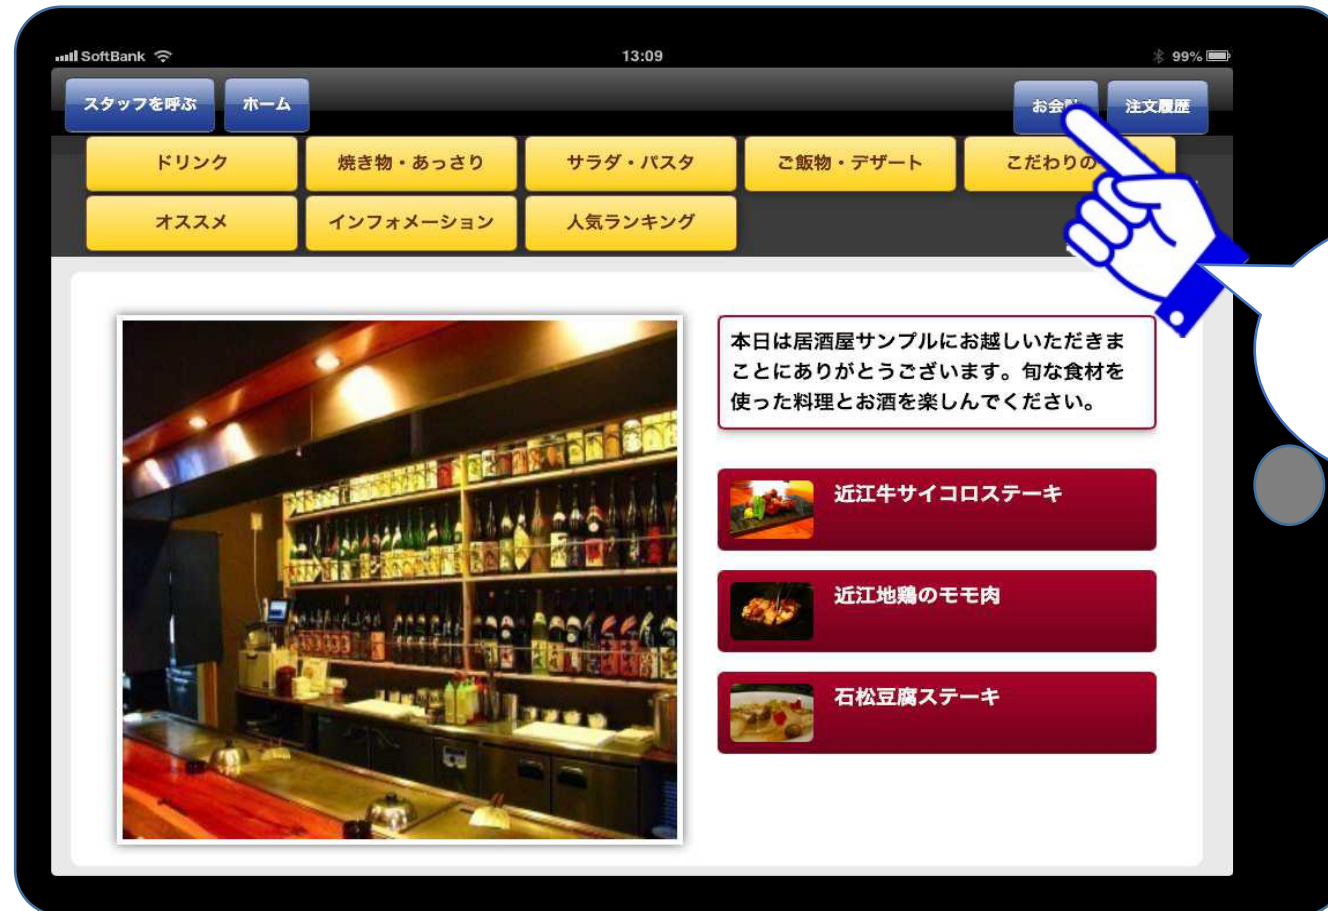 SoftBank
13:09
99%
スタッフを呼ぶ
ホーム
お会
注文履歴
ドリンク
焼き物・あっさり
サラダ・パスタ
ご飯物・デザート
こだわりの
オススメ
インフォメーション
人気ランキング
本日は居酒屋サンプルにお越しいただきま
ことにありがとうございます。旬な食材を
使った料理とお酒を楽しんでください。
近江牛サイコロステーキ
近江地鶏のモモ肉
石松豆腐ステーキ